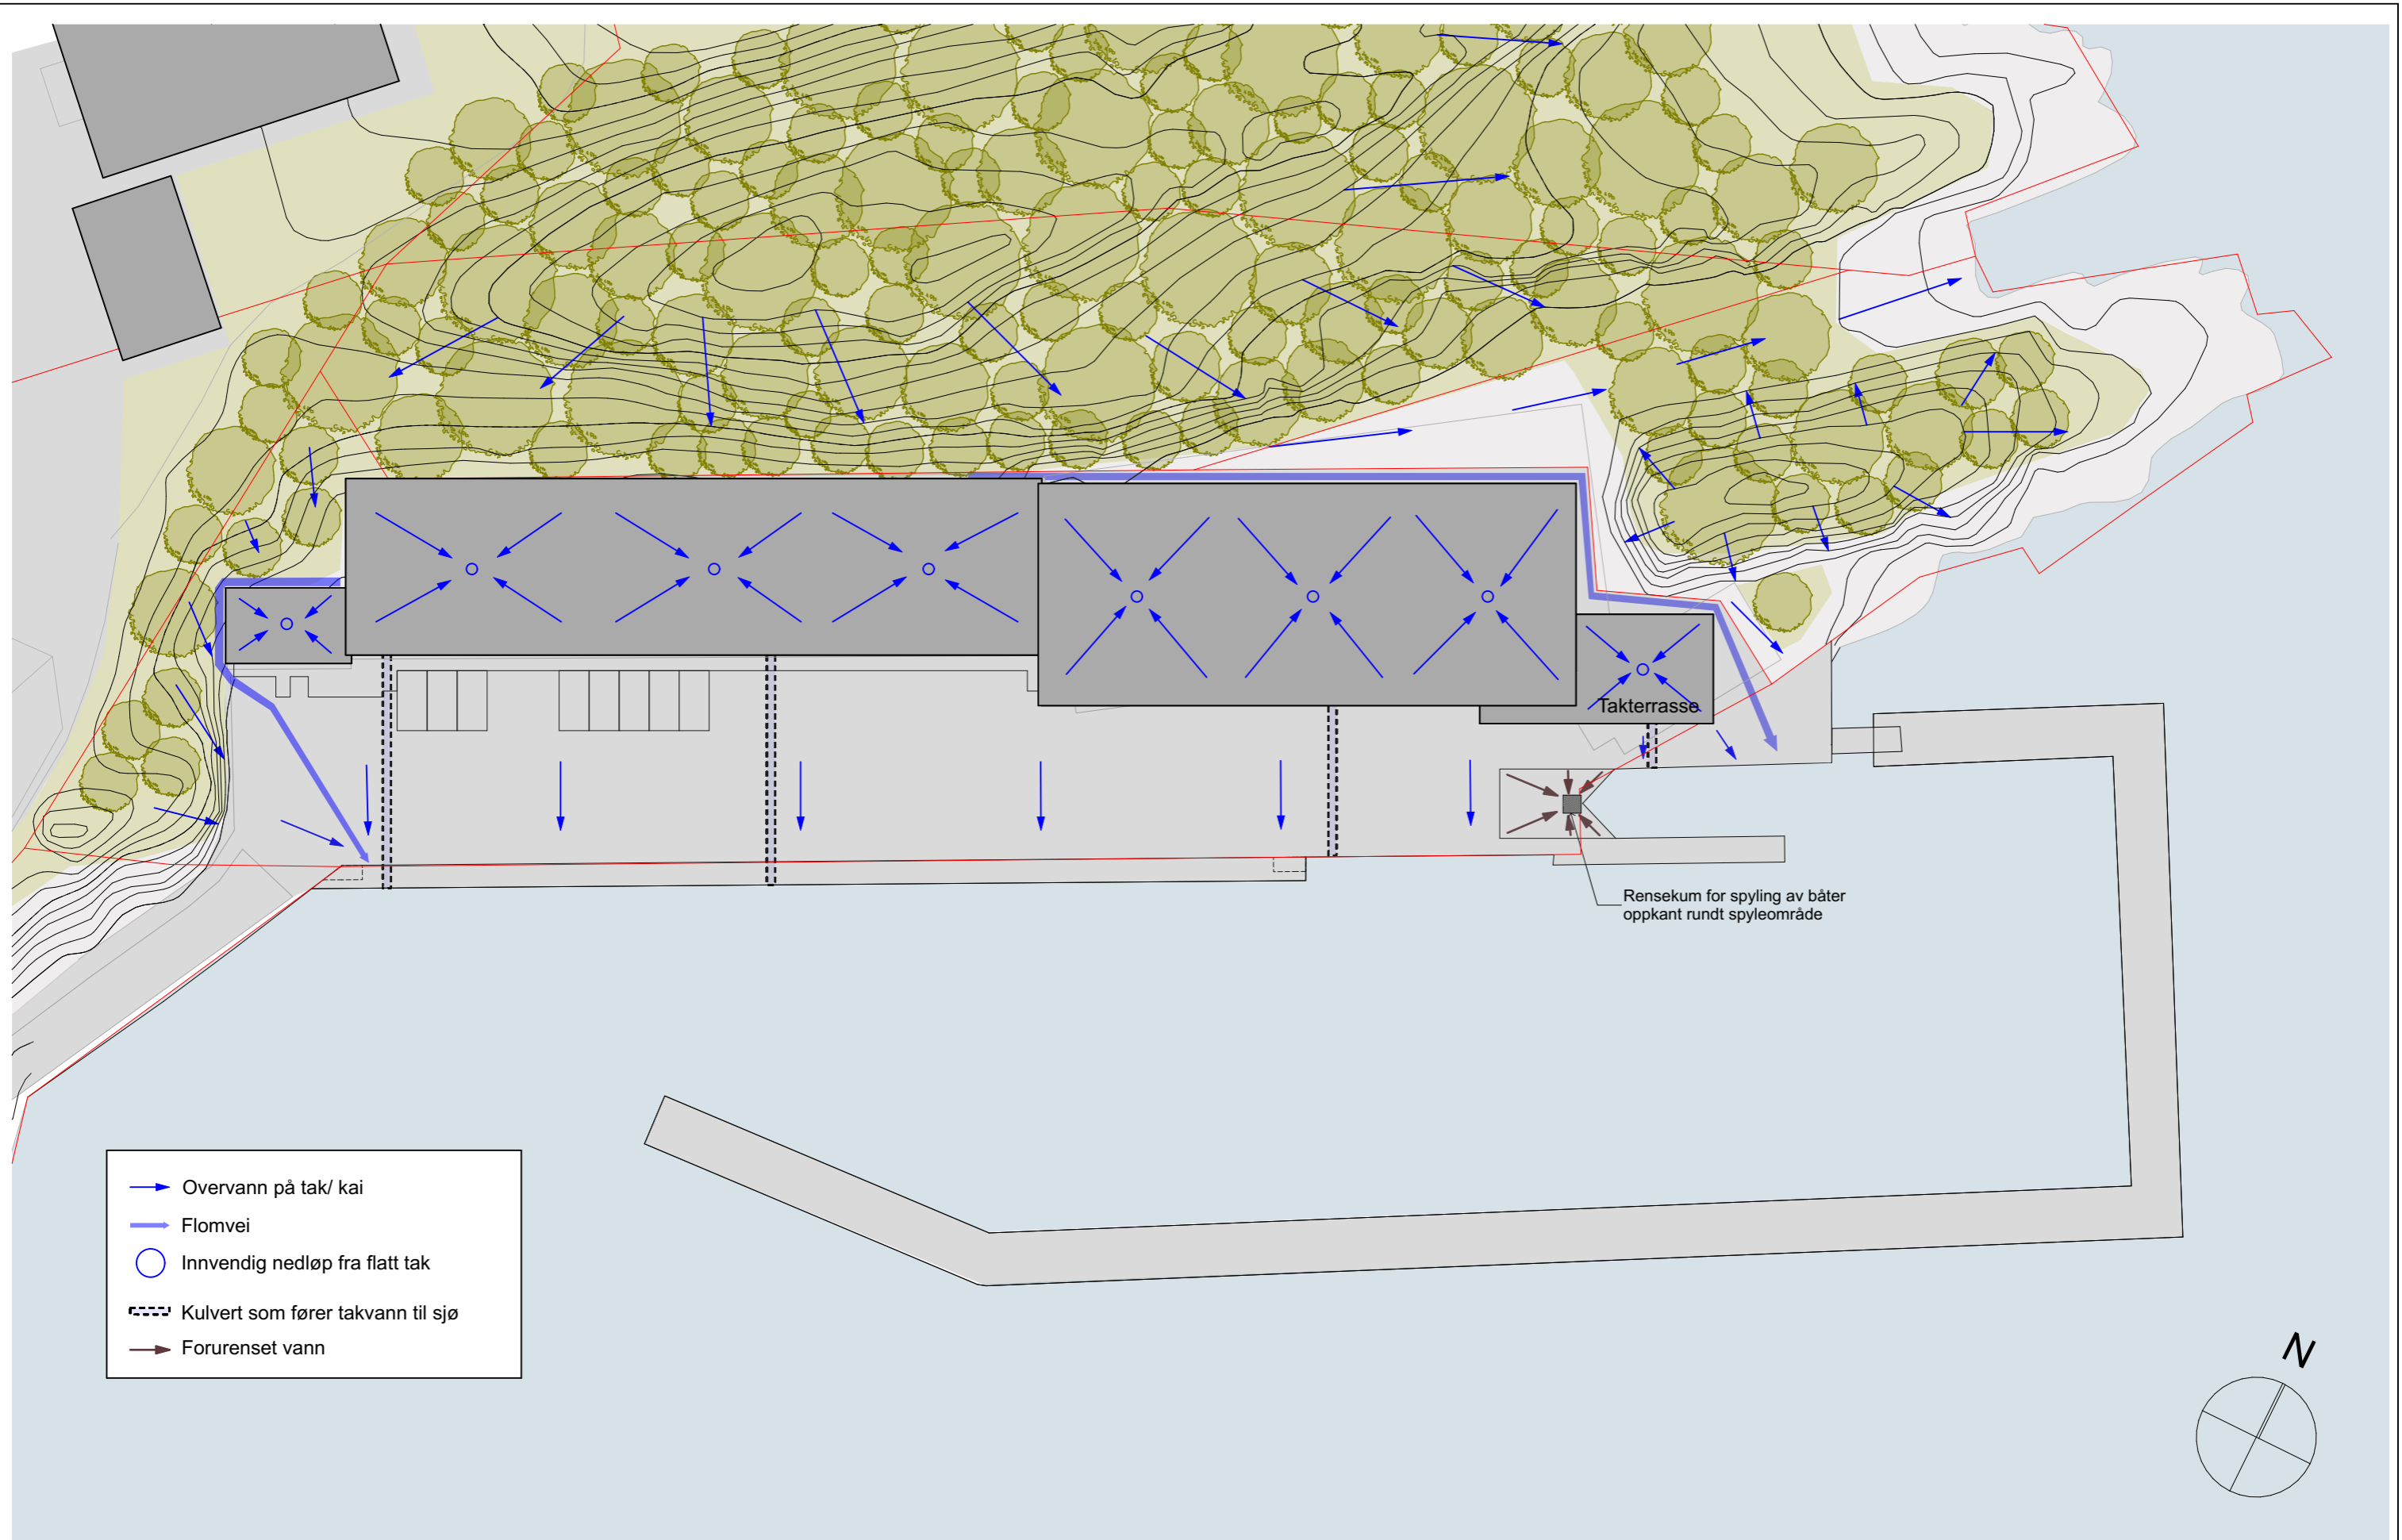 Takterrasse
Rensekum for spyling av båter
oppkant rundt spyleområde
Overvann på tak/ kai
Flomvei
Innvendig nedløp fra flatt tak
Kulvert som fører takvann til sjø
Forurenset vann
N